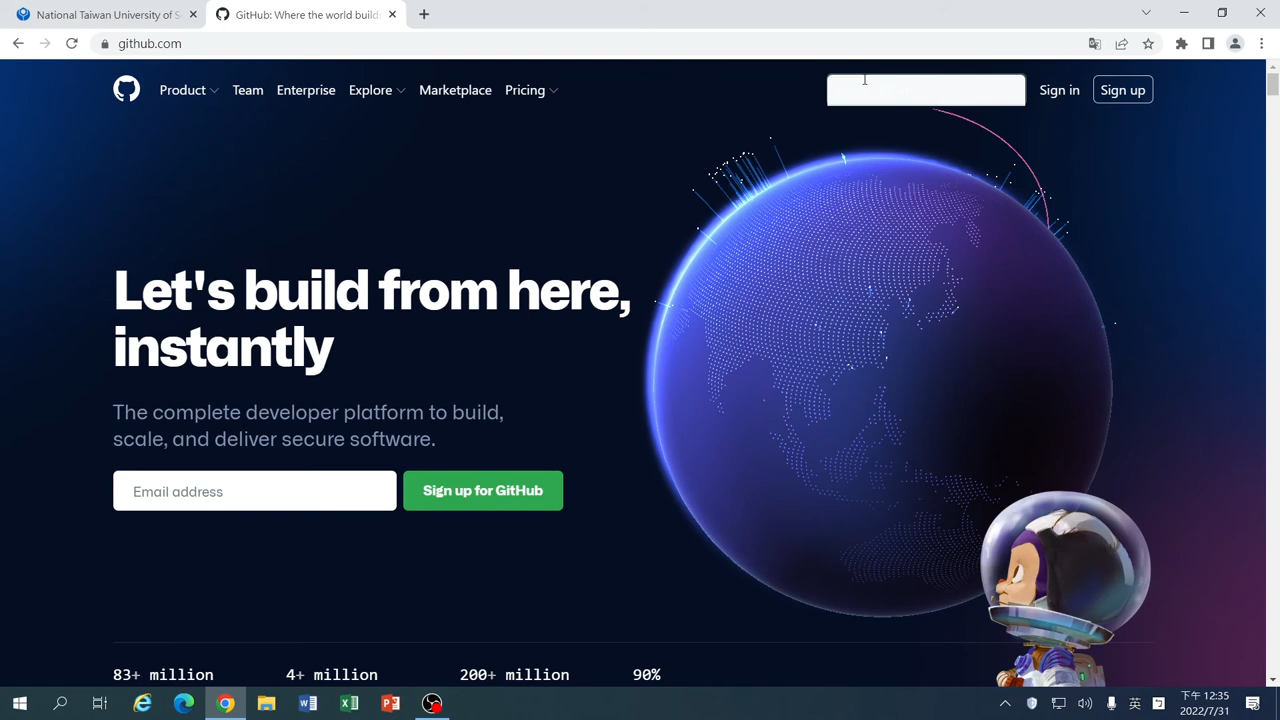 National Taiwan University of S
GitHub: Where the world builds
github.com
Product
Team
Enterprise
Explore
Marketplace
Pricing
Sign in
Sign up
Let's build from here,
instantly
The complete developer platform to build,
scale, and deliver secure software.
Email address
Sign up for GitHub
83+ million
4+ million
200+ million
90%
英
下午 12:35
2022/7/31